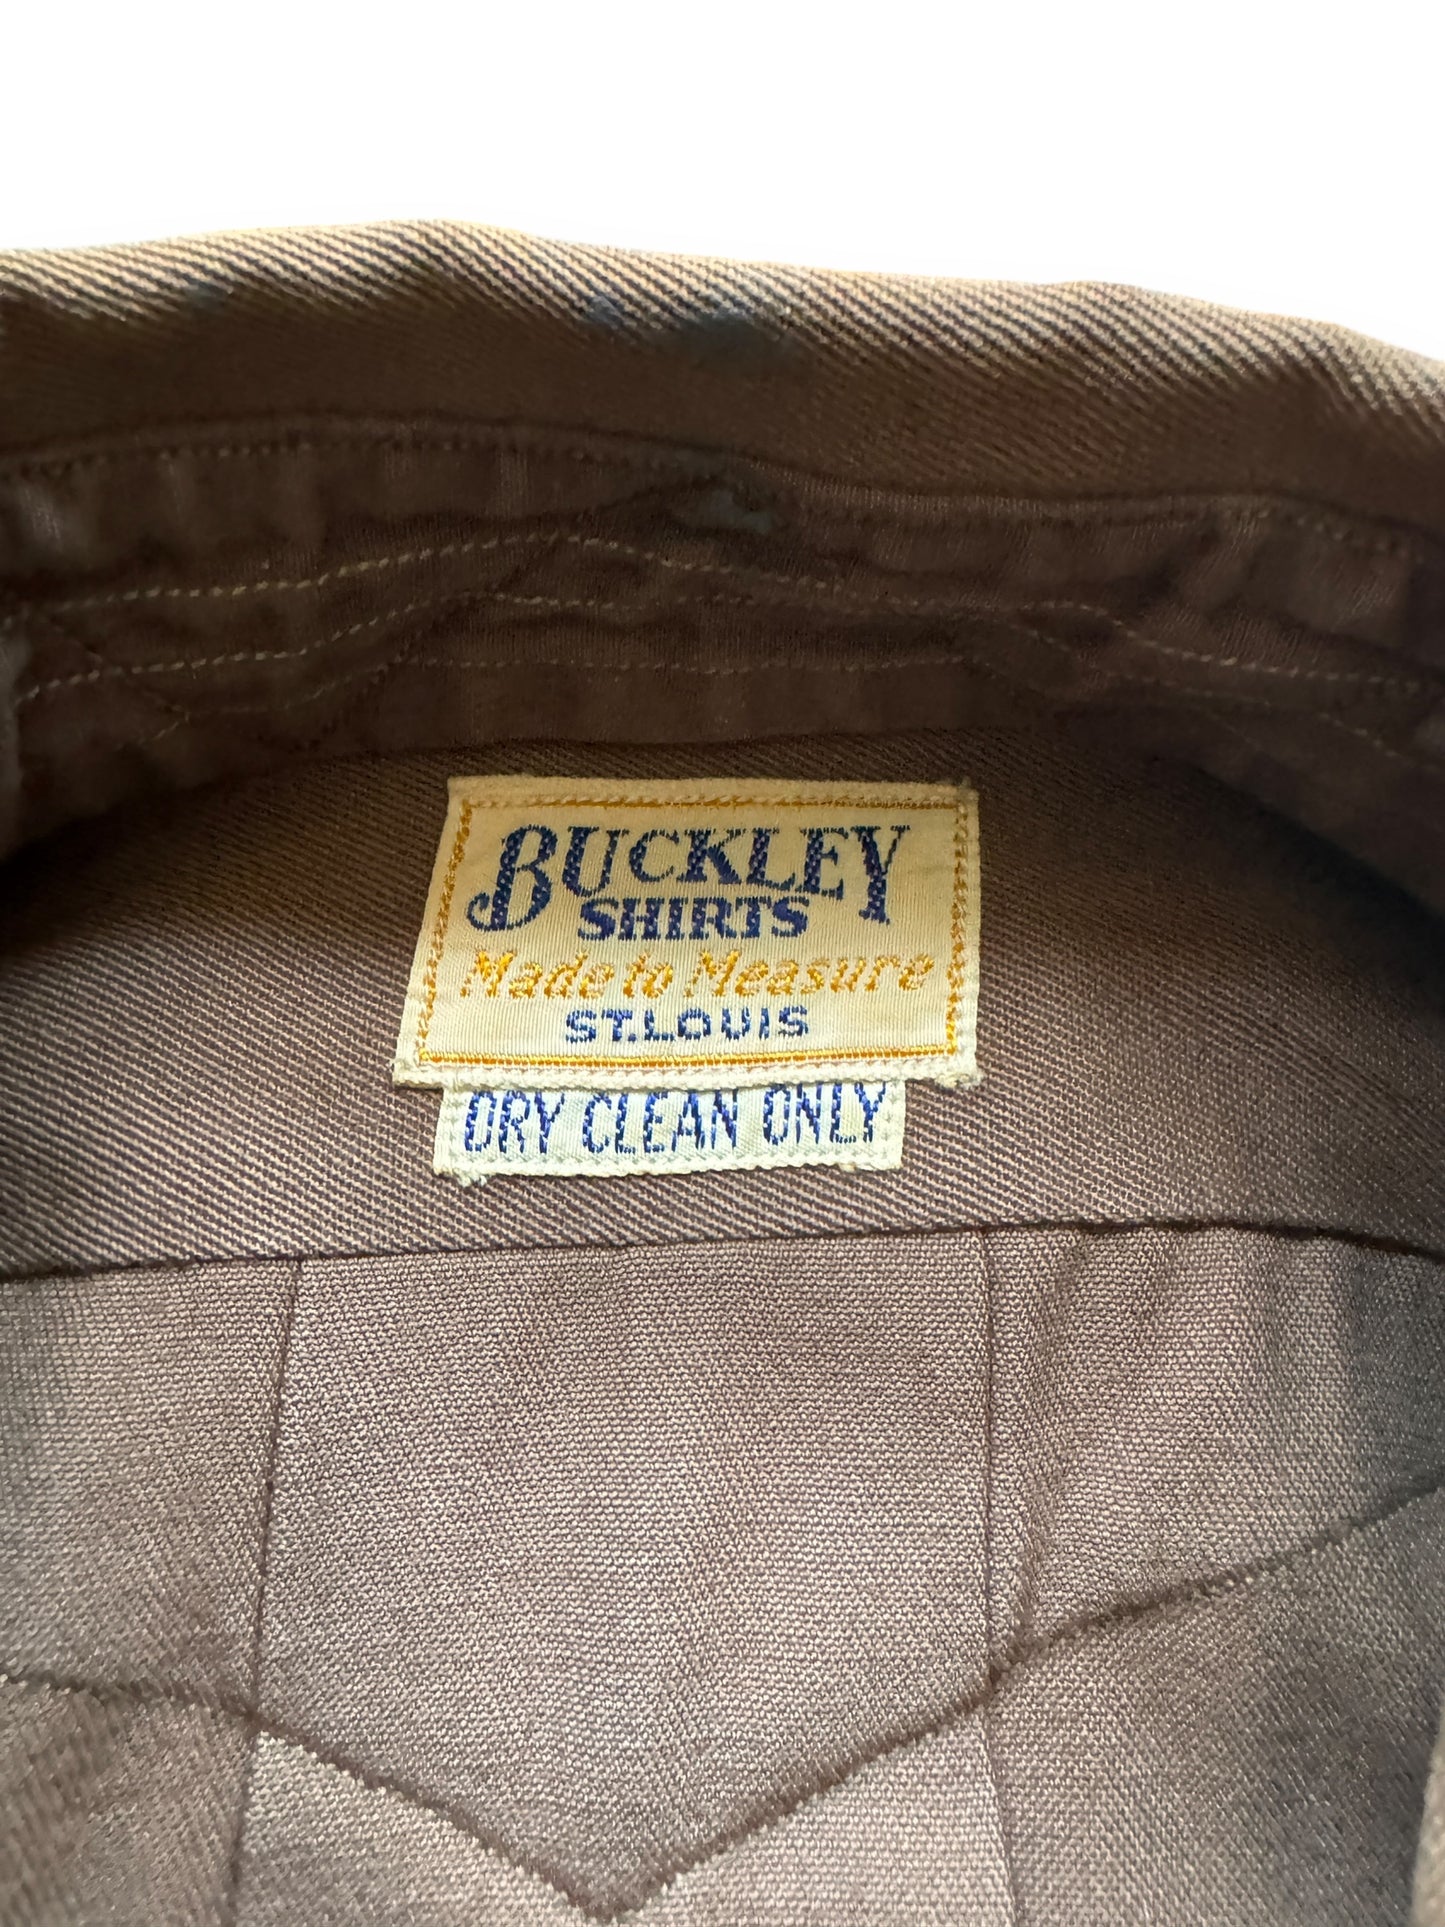 BUCKLEY
SHIRTS
Made to Measure
ST. LOUIS
DRY CLEAN ONLY